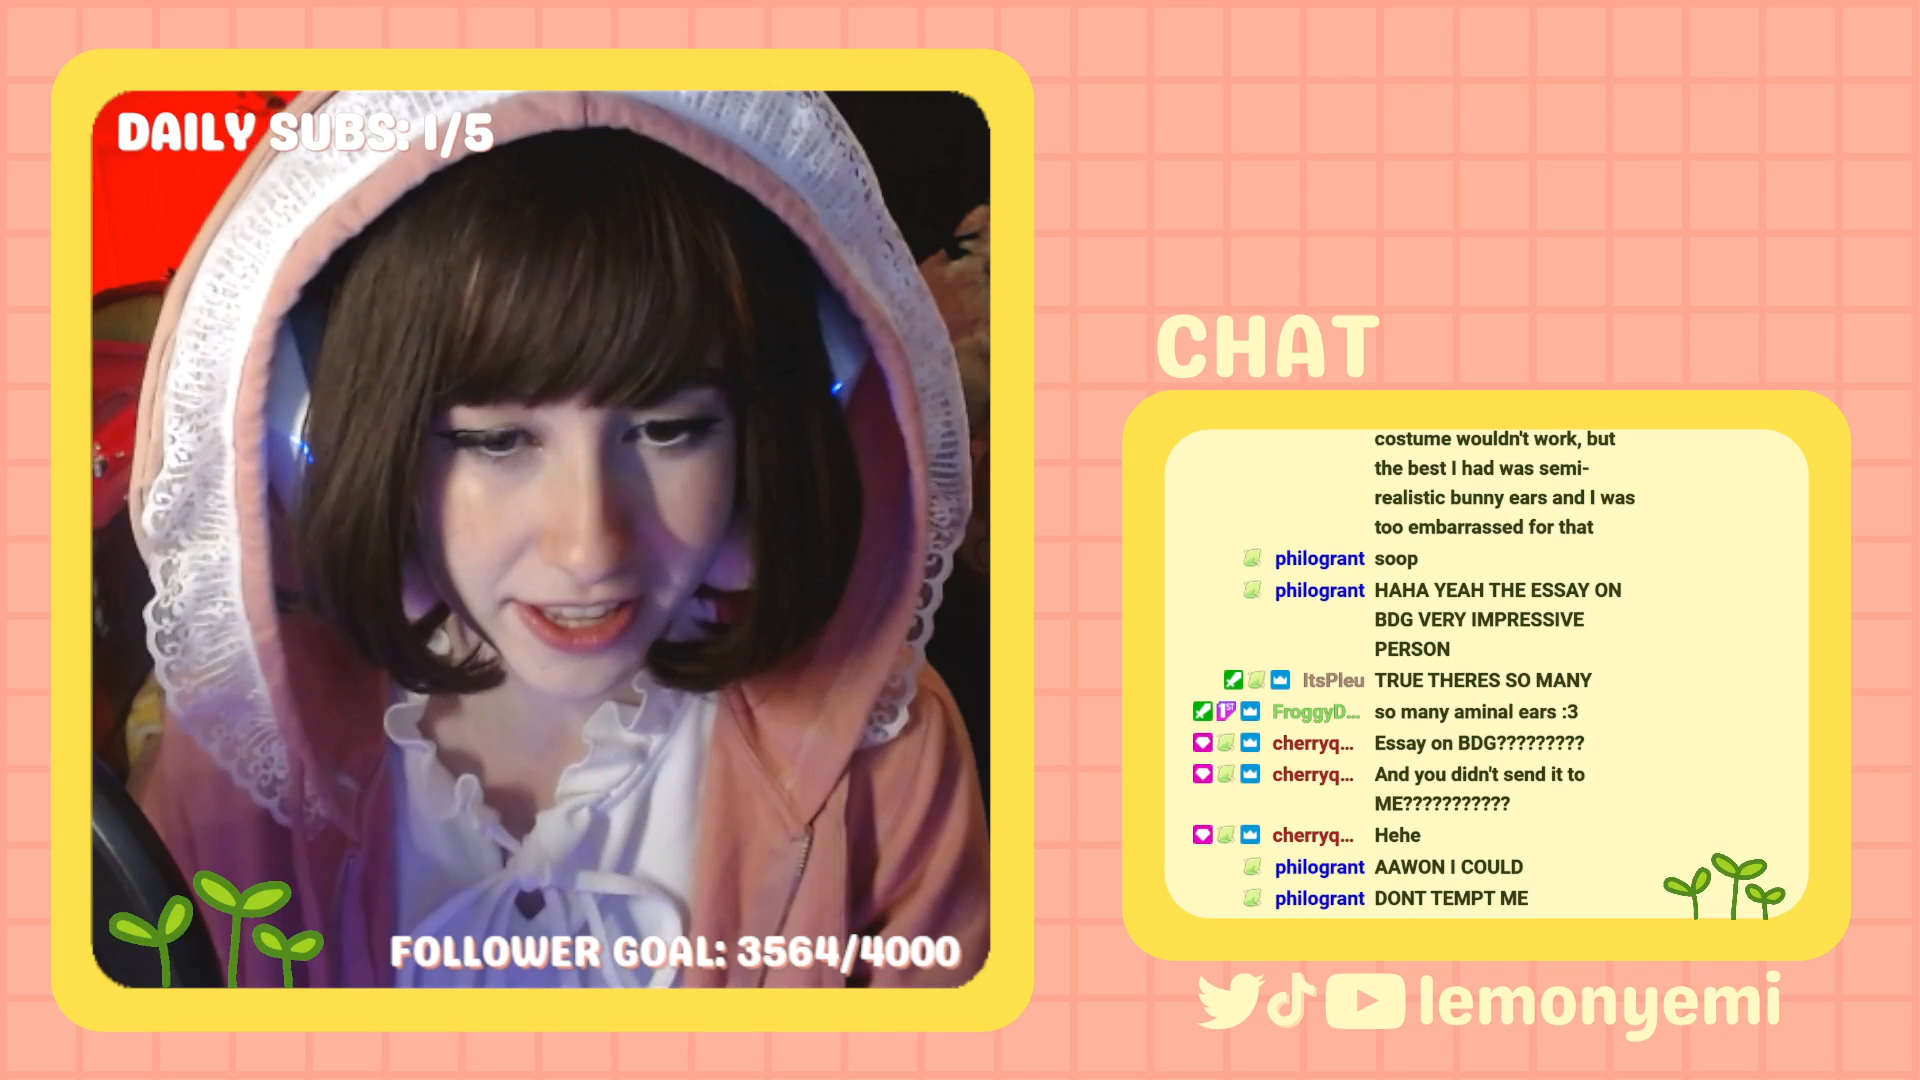 DAILY SUBS: 1/5
FOLLOWER GOAL: 3564/4000
CHAT
costume wouldn't work, but
the best I had was semi-
realistic bunny ears and I was
too embarrassed for that
philogrant soop
philogrant HAHA YEAH THE ESSAY ON
BDG VERY IMPRESSIVE
PERSON
ItsPleu TRUE THERES SO MANY
1ST FroggyD... so many aminal ears :3
cherryq... Essay on BDG?????????
cherryq... And you didn't send it to
ME???????????
cherryq... Hehe
philogrant AAWON I COULD
philogrant DONT TEMPT ME
lemonyemi